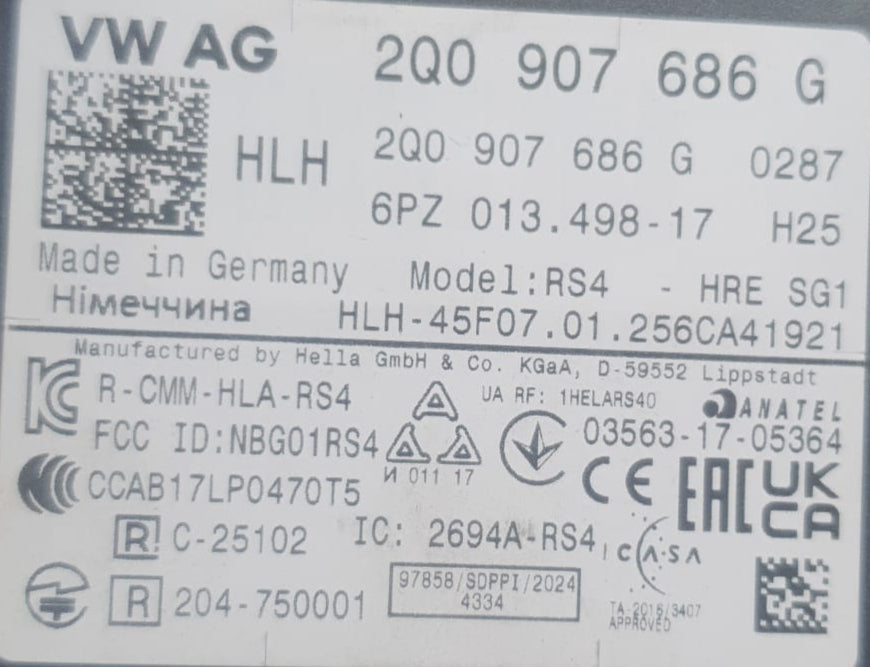 VW AG 2Q0 907 686 G
HLH 2Q0 907 686 G 0287
6PZ 013.498-17 H25
Made in Germany Model:RS4 - HRE SG1
Німеччина HLH-45F07.01.256CA41921
Manufactured by Hella GmbH & Co. KGaA, D-59552 Lippstadt
R-CMM-HLA-RS4 UA RF: 1HELARS40 ANATEL
FCC ID:NBG01RS4 03563-17-05364
И 011 17
CCAB17LP0470T5 CE EAC UK CA
R C-25102 IC: 2694A-RS4 ICASA
R 204-750001 97858/SDPPI/2024
4334
TA-2016/3407
APPROVED